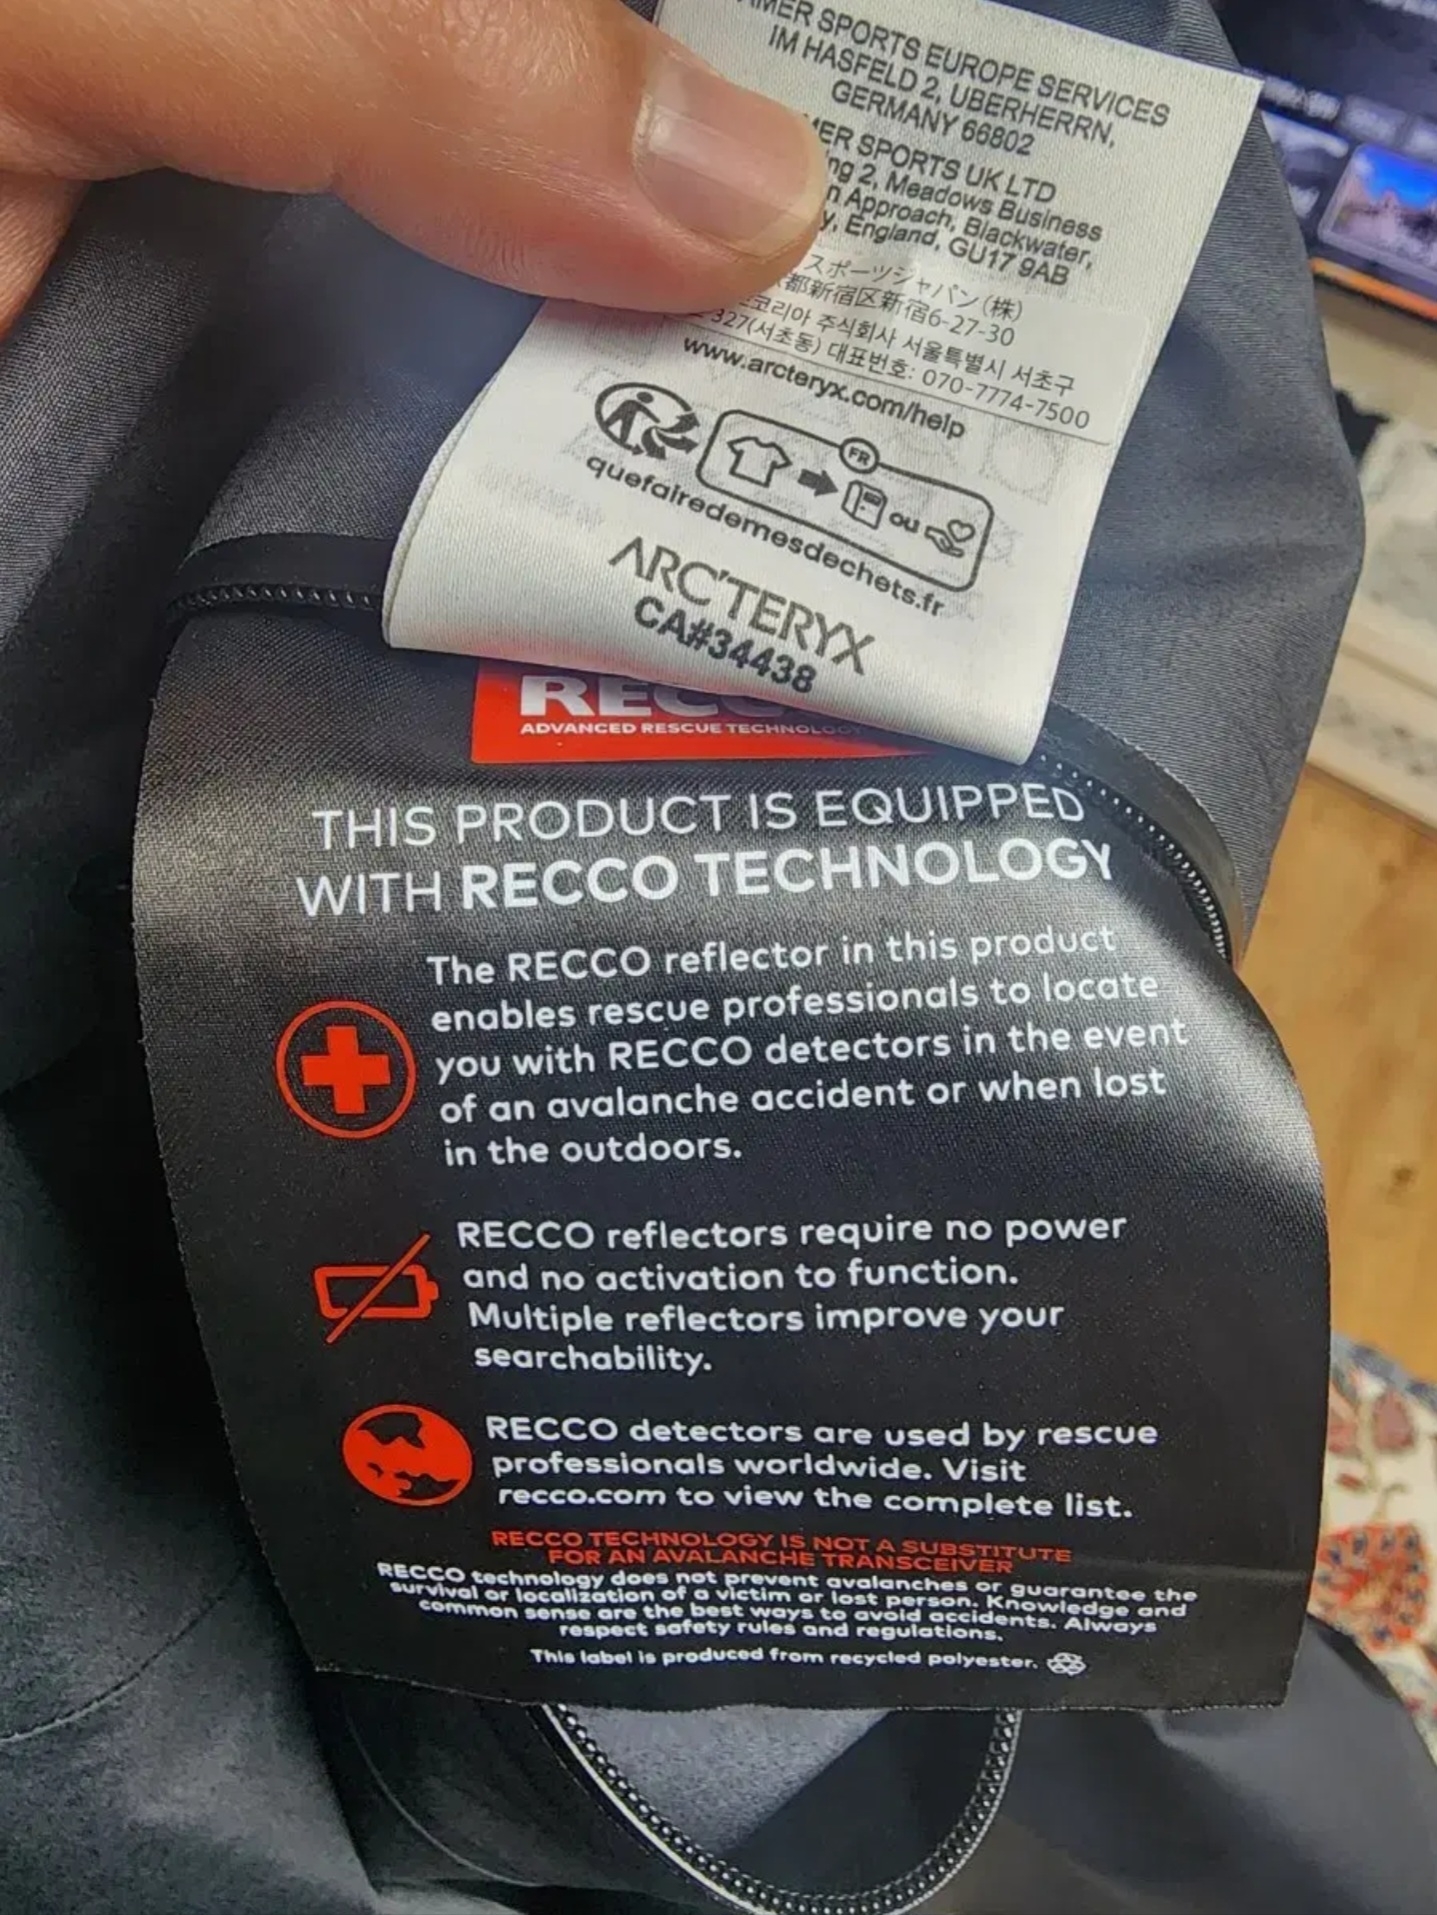 AMER SPORTS EUROPE SERVICES
IM HASFELD 2, UBERHERRN,
GERMANY 66802
SPORTS UK LTD
2, Meadows Business
Approach, Blackwater,
England, GU17 9AB
スポーツジャパン(株)
都新宿区新宿6-27-30
코리아 주식회사 서울특별시 서초구
327(서초동) 대표번호: 070-7774-7500
www.arcteryx.com/help
FR
ou
quefairedemesdechets.fr
ARC'TERYX
CA#34438
ADVANCED RESCUE TECHNOLOGY
THIS PRODUCT IS EQUIPPED
WITH RECCO TECHNOLOGY
The RECCO reflector in this product
enables rescue professionals to locate
you with RECCO detectors in the event
of an avalanche accident or when lost
in the outdoors.
RECCO reflectors require no power
and no activation to function.
Multiple reflectors improve your
searchability.
RECCO detectors are used by rescue
professionals worldwide. Visit
recco.com to view the complete list.
RECCO TECHNOLOGY IS NOT A SUBSTITUTE
FOR AN AVALANCHE TRANSCEIVER
RECCO technology does not prevent avalanches or guarantee the
survival or localization of a victim or lost person. Knowledge and
common sense are the best ways to avoid accidents. Always
respect safety rules and regulations.
This label is produced from recycled polyester.